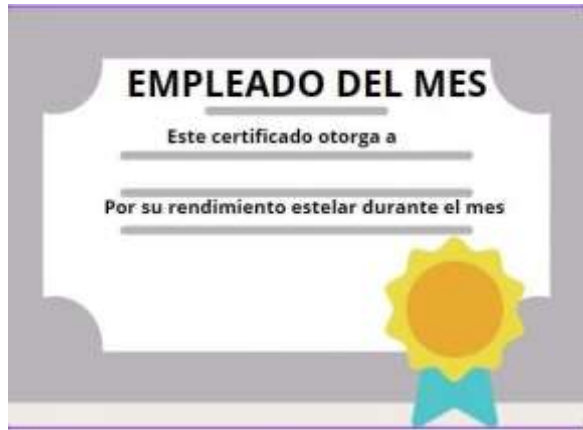 EMPLEADO DEL MES
Este certificado otorga a
Por su rendimiento estelar durante el mes